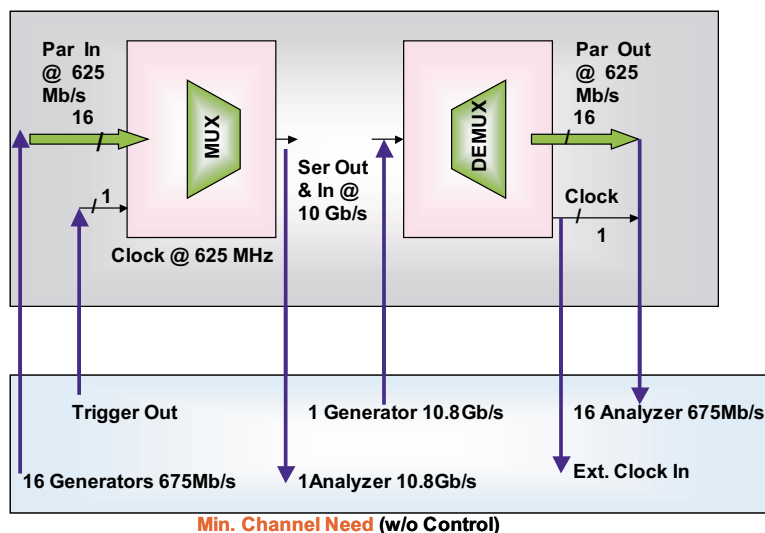 Par In
@ 625
Mb/s
16
1
MUX
Clock @ 625 MHz
Ser Out
& In @
10 Gb/s
DEMUX
Par Out
@ 625
Mb/s
16
Clock
1
Trigger Out
1 Generator 10.8Gb/s
16 Analyzer 675Mb/s
16 Generators 675Mb/s
1Analyzer 10.8Gb/s
Ext. Clock In
Min. Channel Need (w/o Control)